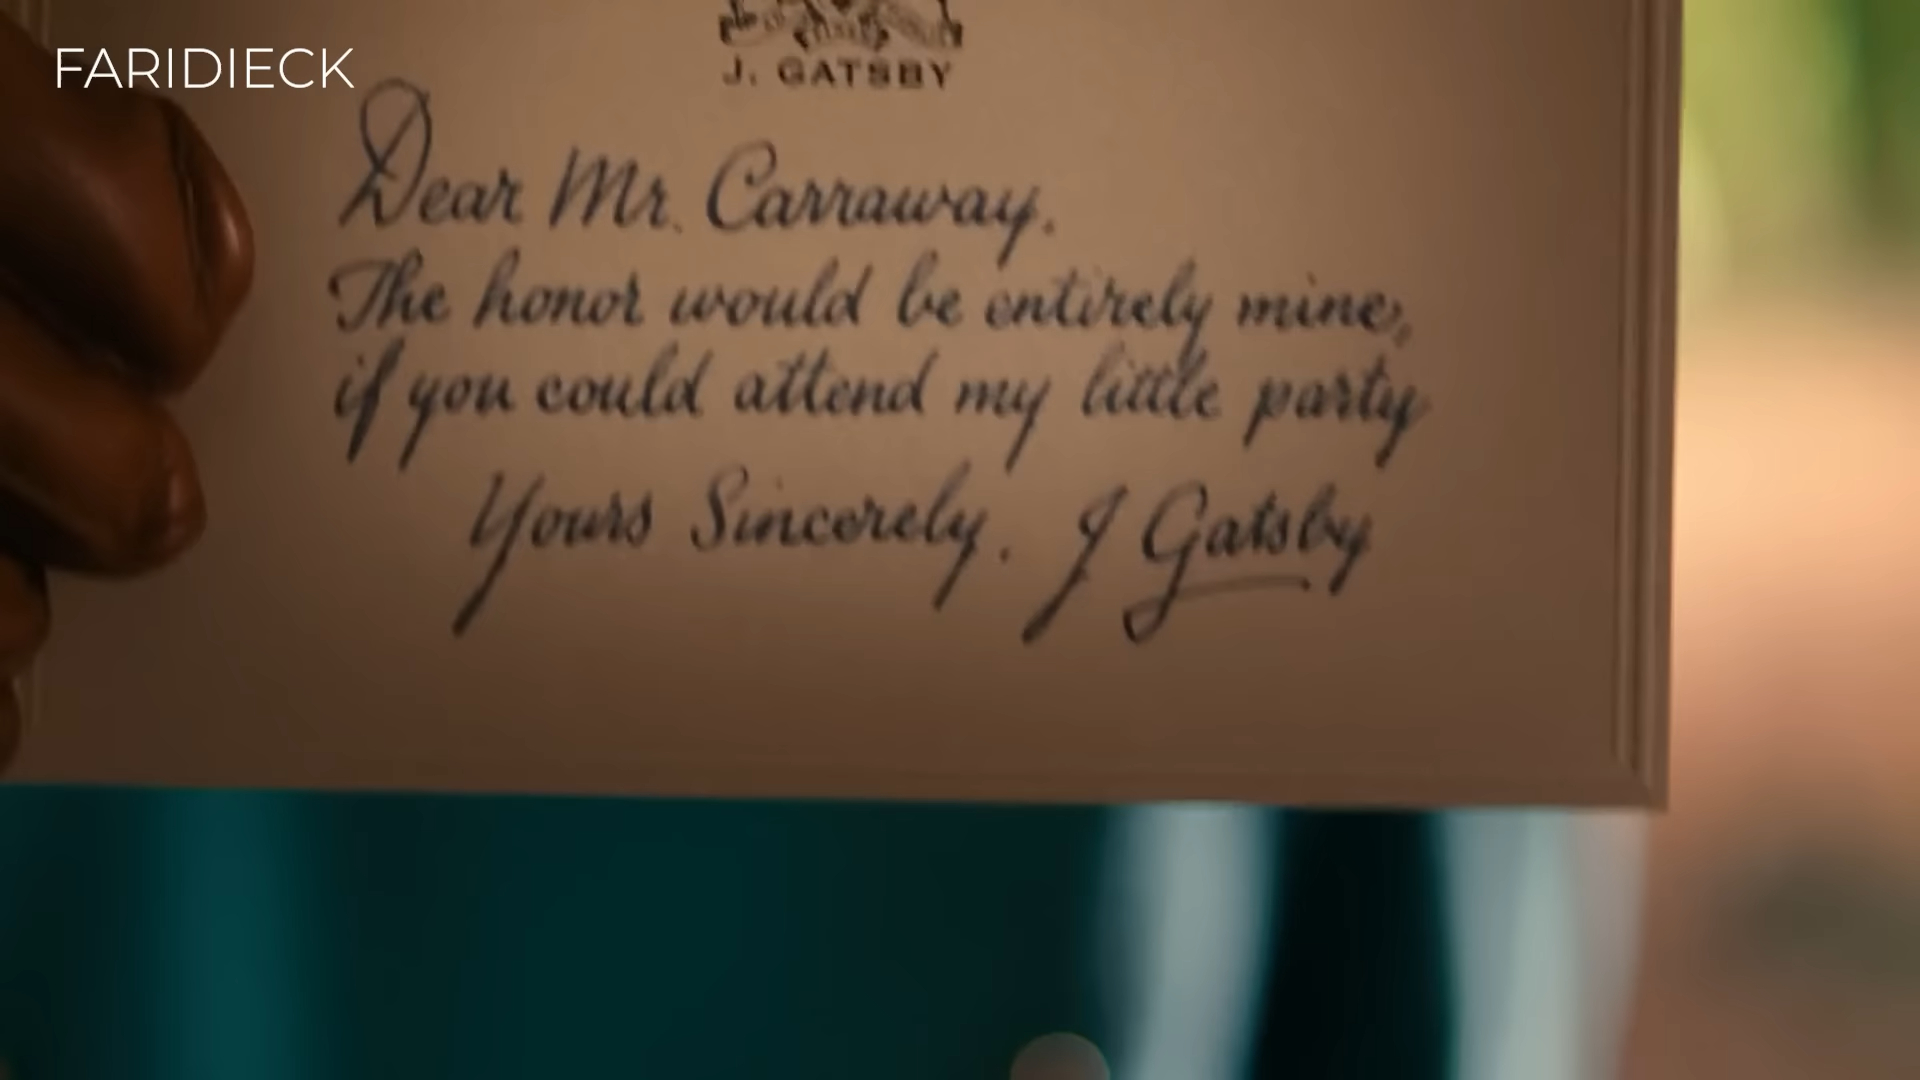 FARIDIECK
J. GATSBY
Dear Mr. Carraway.
The honor would be entirely mine,
if you could attend my little party
Yours Sincerely. J Gatsby